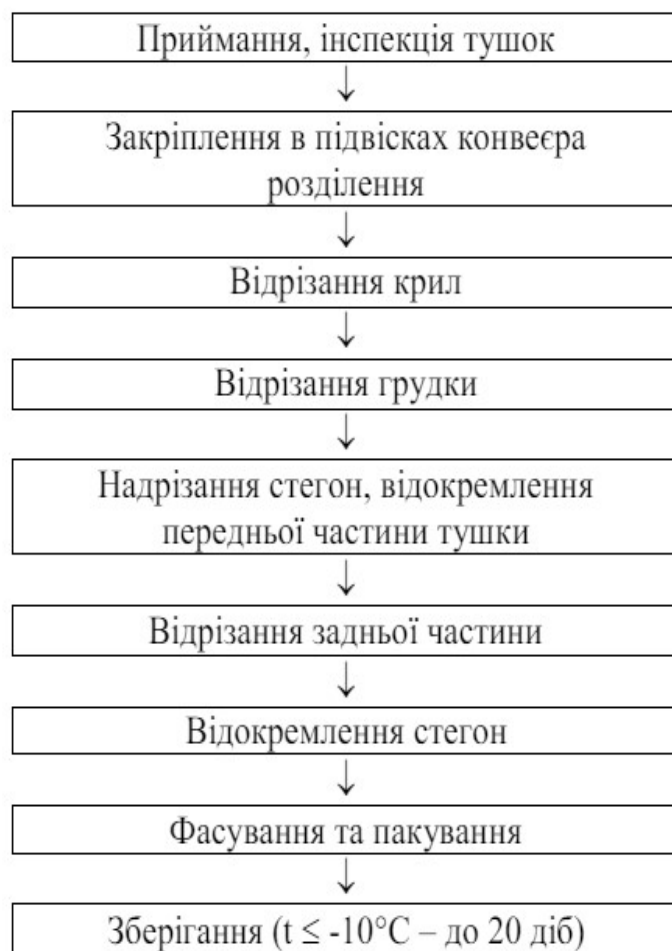 Приймання, інспекція тушок
↓
Закріплення в підвісках конвеєра
розділення
↓
Відрізання крил
↓
Відрізання грудки
↓
Надрізання стегон, відокремлення
передньої частини тушки
↓
Відрізання задньої частини
↓
Відокремлення стегон
↓
Фасування та пакування
↓
Зберігання (t ≤ -10°C – до 20 діб)